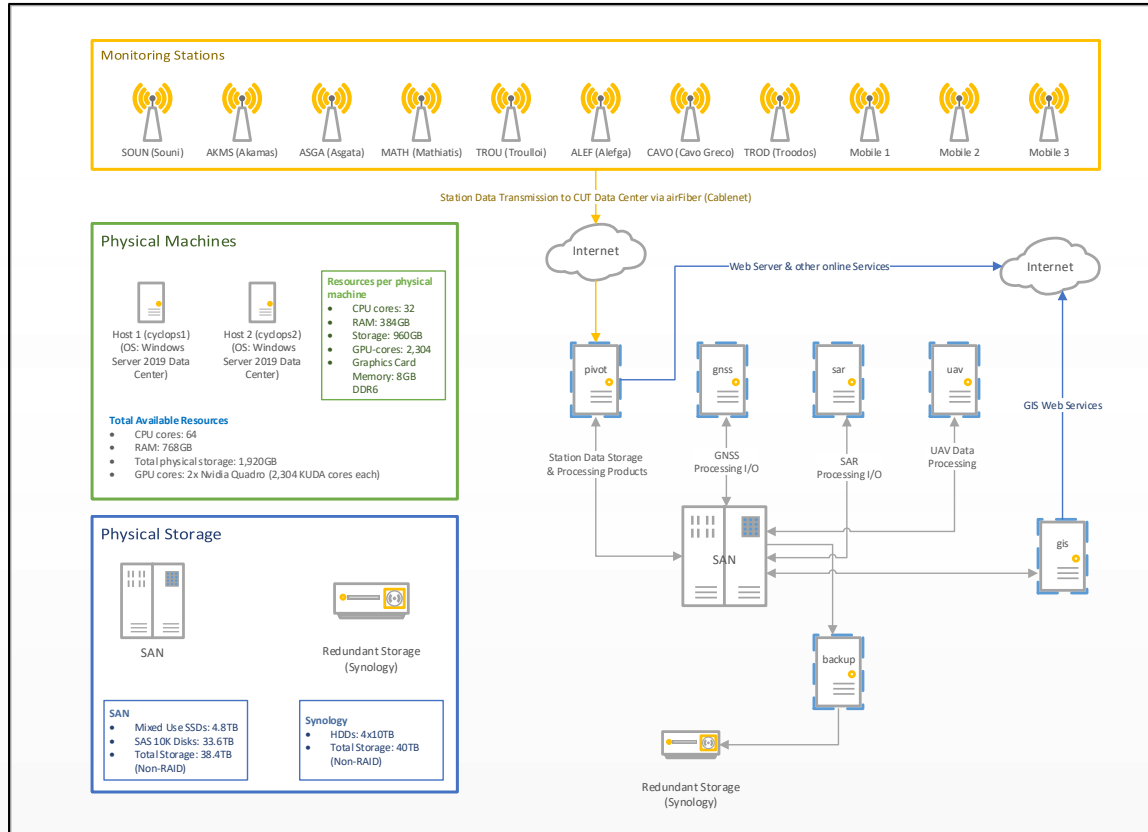 Monitoring Stations
SOUN (Souni)
AKMS (Akamas)
ASGA (Asgata)
MATH (Mathiatis)
TROU (Troulloi)
ALEF (Alefga)
CAVO (Cavo Greco)
TROD (Troodos)
Mobile 1
Mobile 2
Mobile 3
Station Data Transmission to CUT Data Center via airFiber (Cablenet)
Physical Machines
Host 1 (cyclops1)
(OS: Windows
Server 2019 Data
Center)
Host 2 (cyclops2)
(OS: Windows
Server 2019 Data
Center)
Resources per physical
machine
• CPU cores: 32
• RAM: 384GB
• Storage: 960GB
• GPU-cores: 2,304
• Graphics Card
Memory: 8GB
DDR6
Total Available Resources
• CPU cores: 64
• RAM: 768GB
• Total physical storage: 1,920GB
• GPU cores: 2x Nvidia Quadro (2,304 KUDA cores each)
Internet
Web Server & other online Services
Internet
pivot
gnss
sar
uav
GIS Web Services
Station Data Storage
& Processing Products
GNSS
Processing I/O
SAR
Processing I/O
UAV Data
Processing
SAN
gis
backup
Redundant Storage
(Synology)
Physical Storage
SAN
Redundant Storage
(Synology)
SAN
• Mixed Use SSDs: 4.8TB
• SAS 10K Disks: 33.6TB
• Total Storage: 38.4TB
(Non-RAID)
Synology
• HDDs: 4x10TB
• Total Storage: 40TB
(Non-RAID)